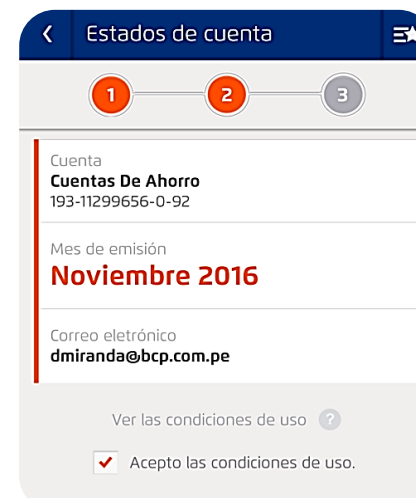 Estados de cuenta
1 2 3
Cuenta
Cuentas De Ahorro
193-11299656-0-92
Mes de emisión
Noviembre 2016
Correo eletrónico
dmiranda@bcp.com.pe
Ver las condiciones de uso ?
Acepto las condiciones de uso.